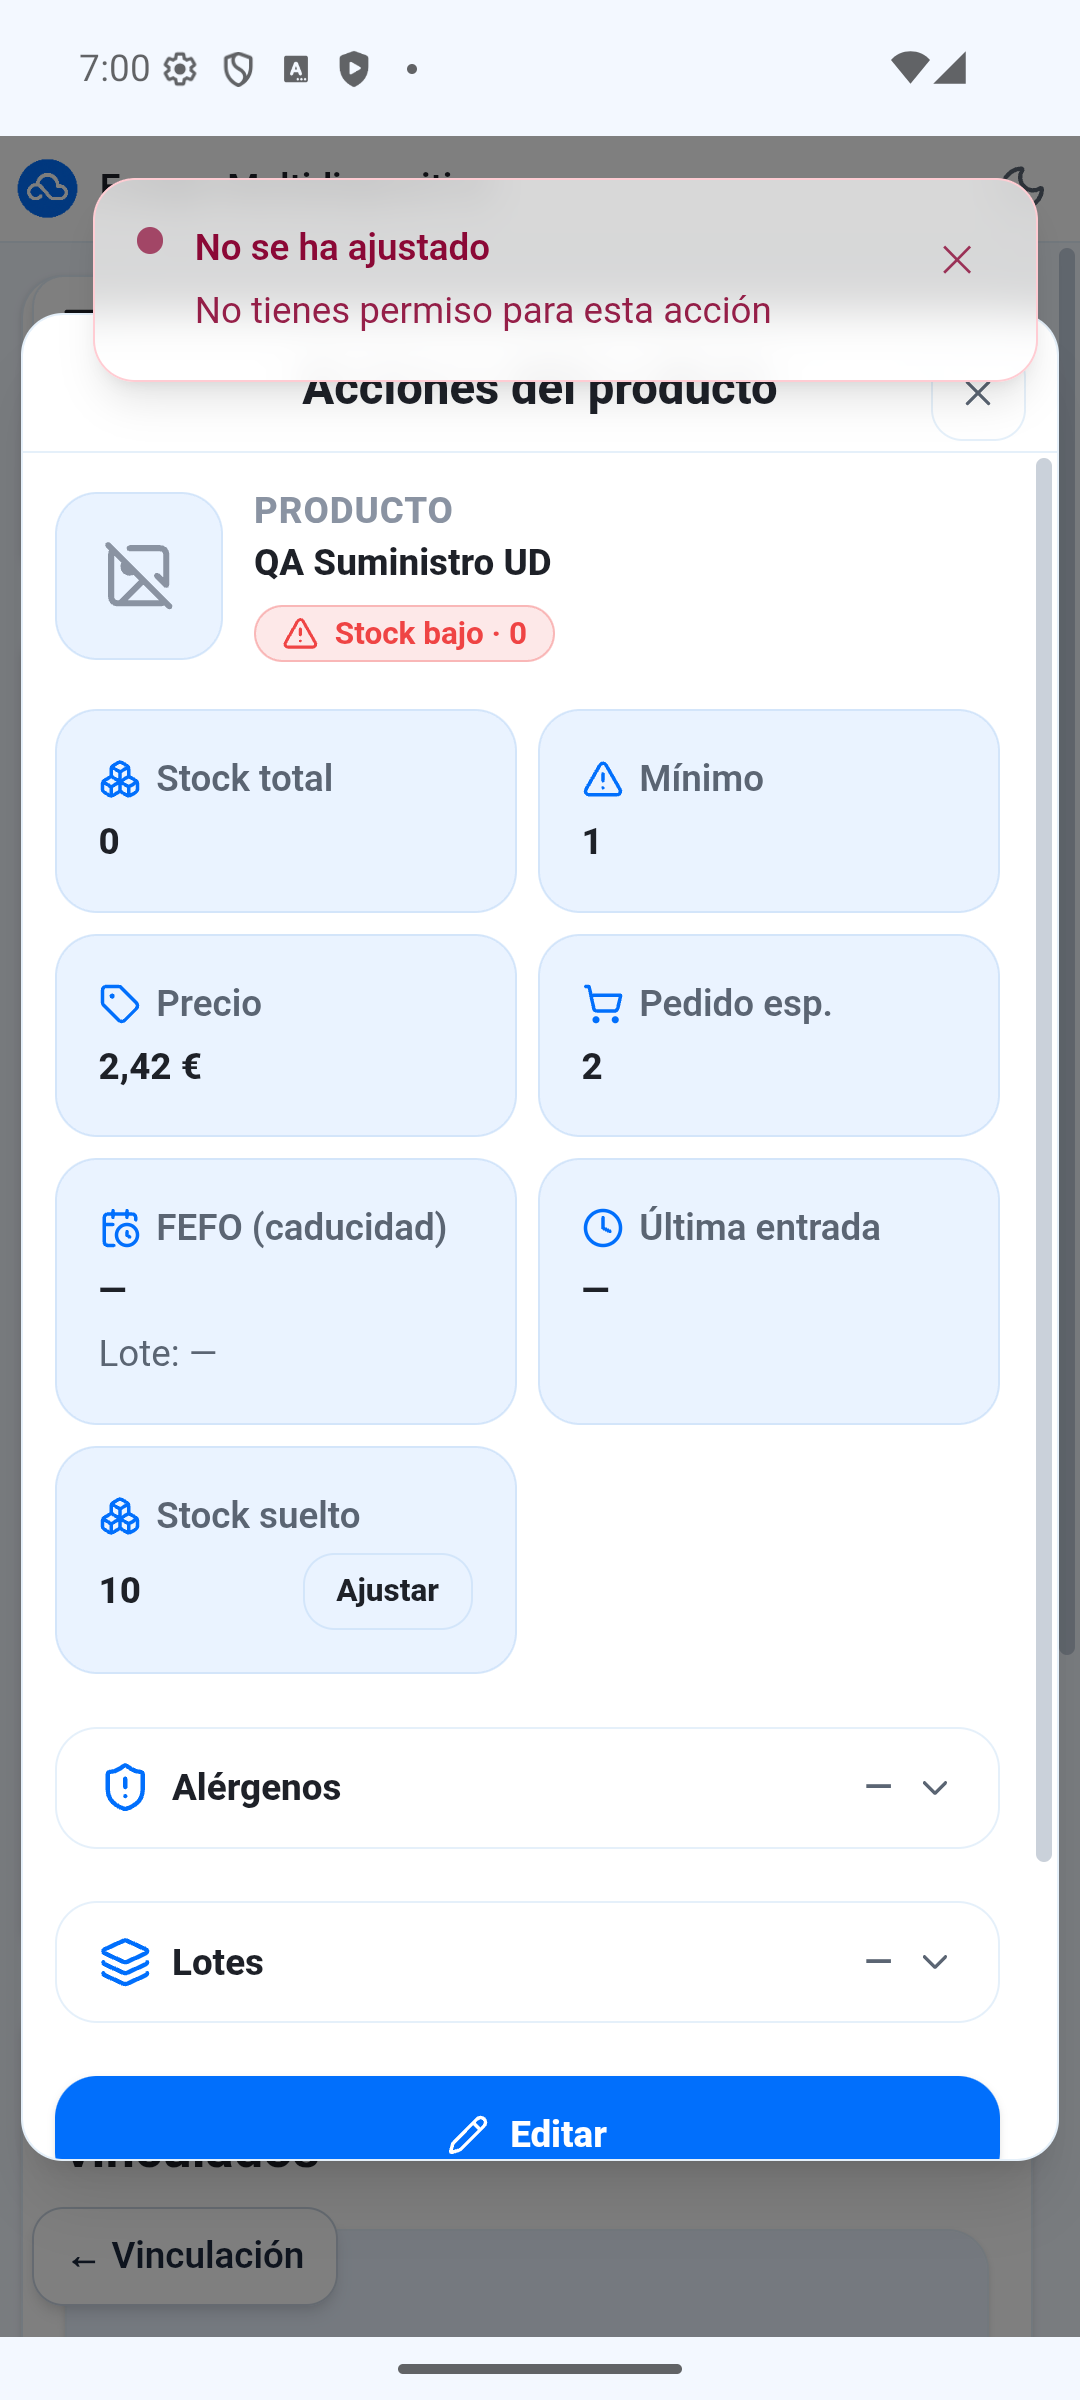 7:00
No se ha ajustado
No tienes permiso para esta acción
Acciones del producto
PRODUCTO
QA Suministro UD
Stock bajo · 0
Stock total
0
Mínimo
1
Precio
2,42 €
Pedido esp.
2
FEFO (caducidad)
—
Lote: —
Última entrada
—
Stock suelto
10
Ajustar
Alérgenos
—
Lotes
—
Editar
Vinculados
← Vinculación